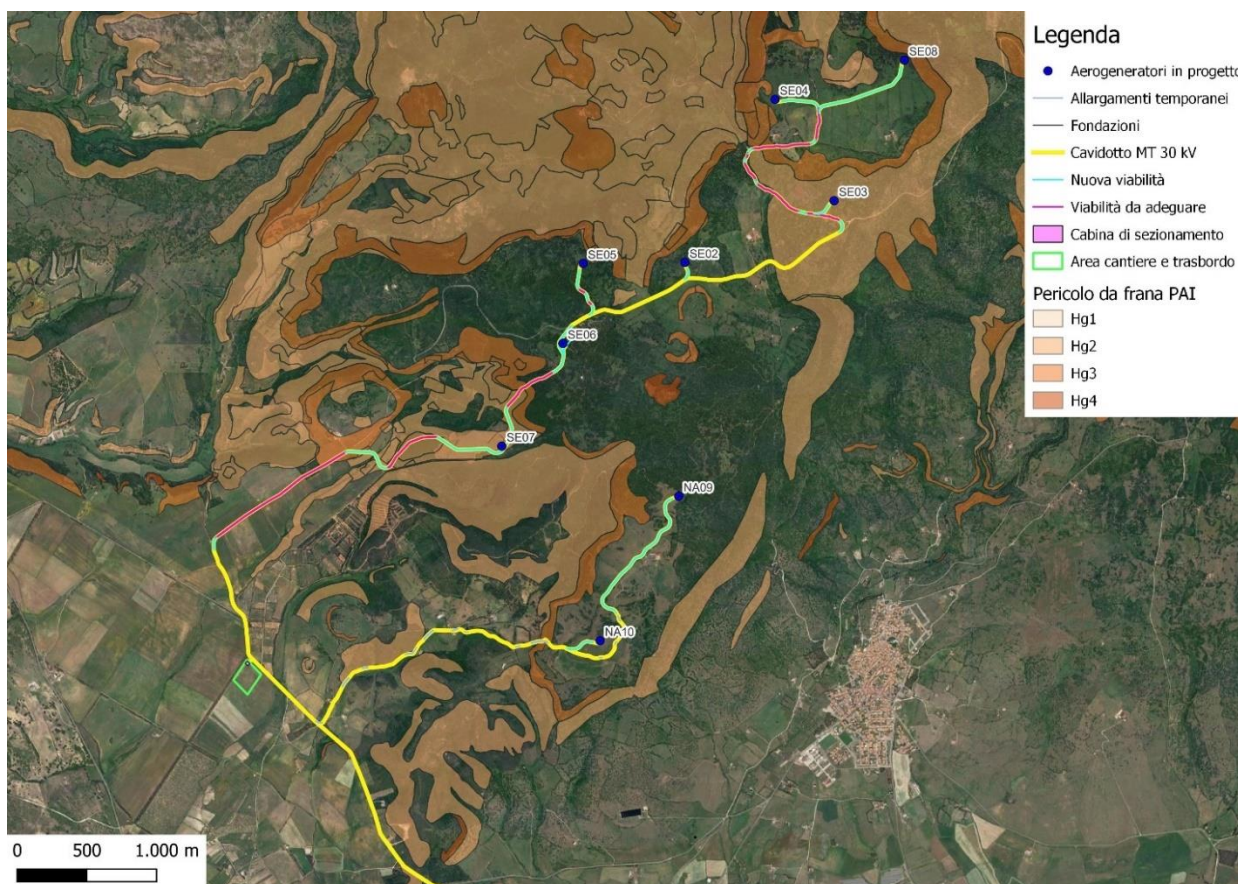 Legenda
Aerogeneratori in progetto
Allargamenti temporanei
Fondazioni
Cavidotto MT 30 kV
Nuova viabilità
Viabilità da adeguare
Cabina di sezionamento
Area cantiere e trasbordo
Pericolo da frana PAI
Hg1
Hg2
Hg3
Hg4
SE08
SE04
SE03
SE05
SE02
SE06
SE07
NA09
NA10
0 500 1.000 m